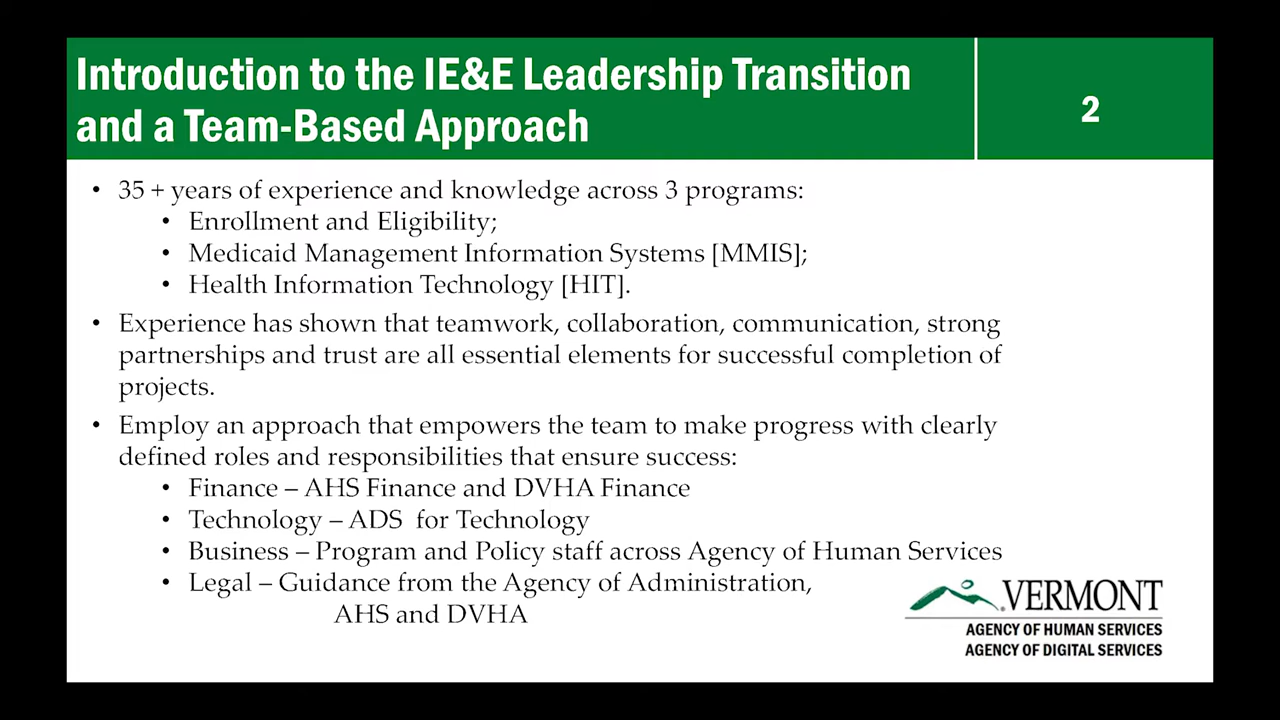 Introduction to the IE&E Leadership Transition
and a Team-Based Approach
2
• 35 + years of experience and knowledge across 3 programs:
• Enrollment and Eligibility;
• Medicaid Management Information Systems [MMIS];
• Health Information Technology [HIT].
• Experience has shown that teamwork, collaboration, communication, strong
partnerships and trust are all essential elements for successful completion of
projects.
• Employ an approach that empowers the team to make progress with clearly
defined roles and responsibilities that ensure success:
• Finance – AHS Finance and DVHA Finance
• Technology – ADS for Technology
• Business – Program and Policy staff across Agency of Human Services
• Legal – Guidance from the Agency of Administration,
AHS and DVHA
VERMONT
AGENCY OF HUMAN SERVICES
AGENCY OF DIGITAL SERVICES